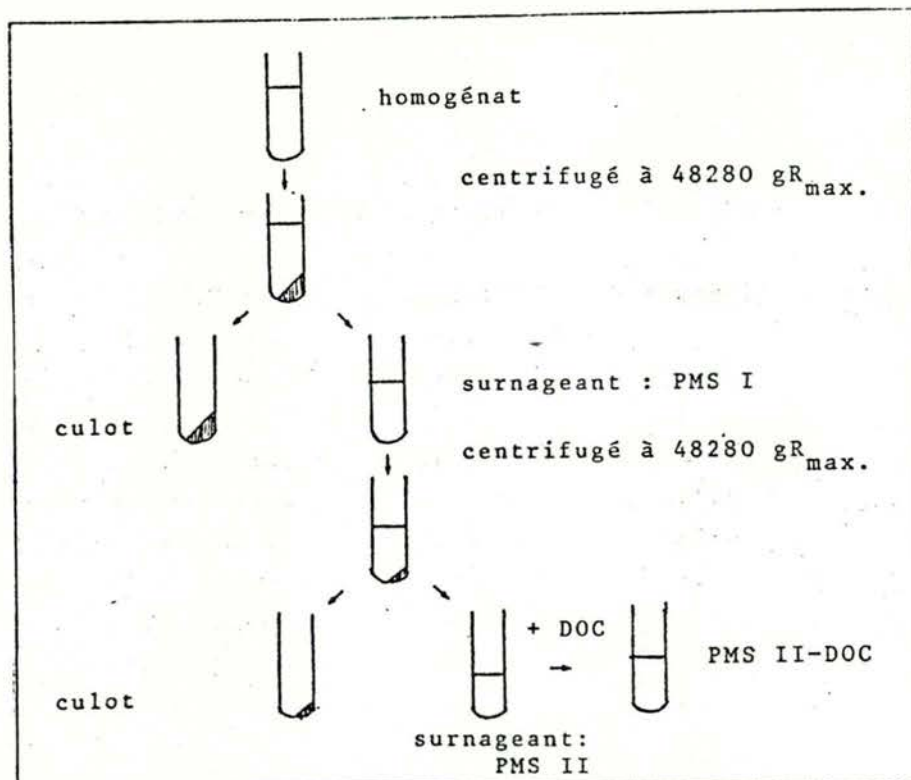 homogénat
centrifugé à 48280 gRmax.
surnageant : PMS I
culot
centrifugé à 48280 gRmax.
+ DOC
PMS II-DOC
culot
surnageant:
PMS II